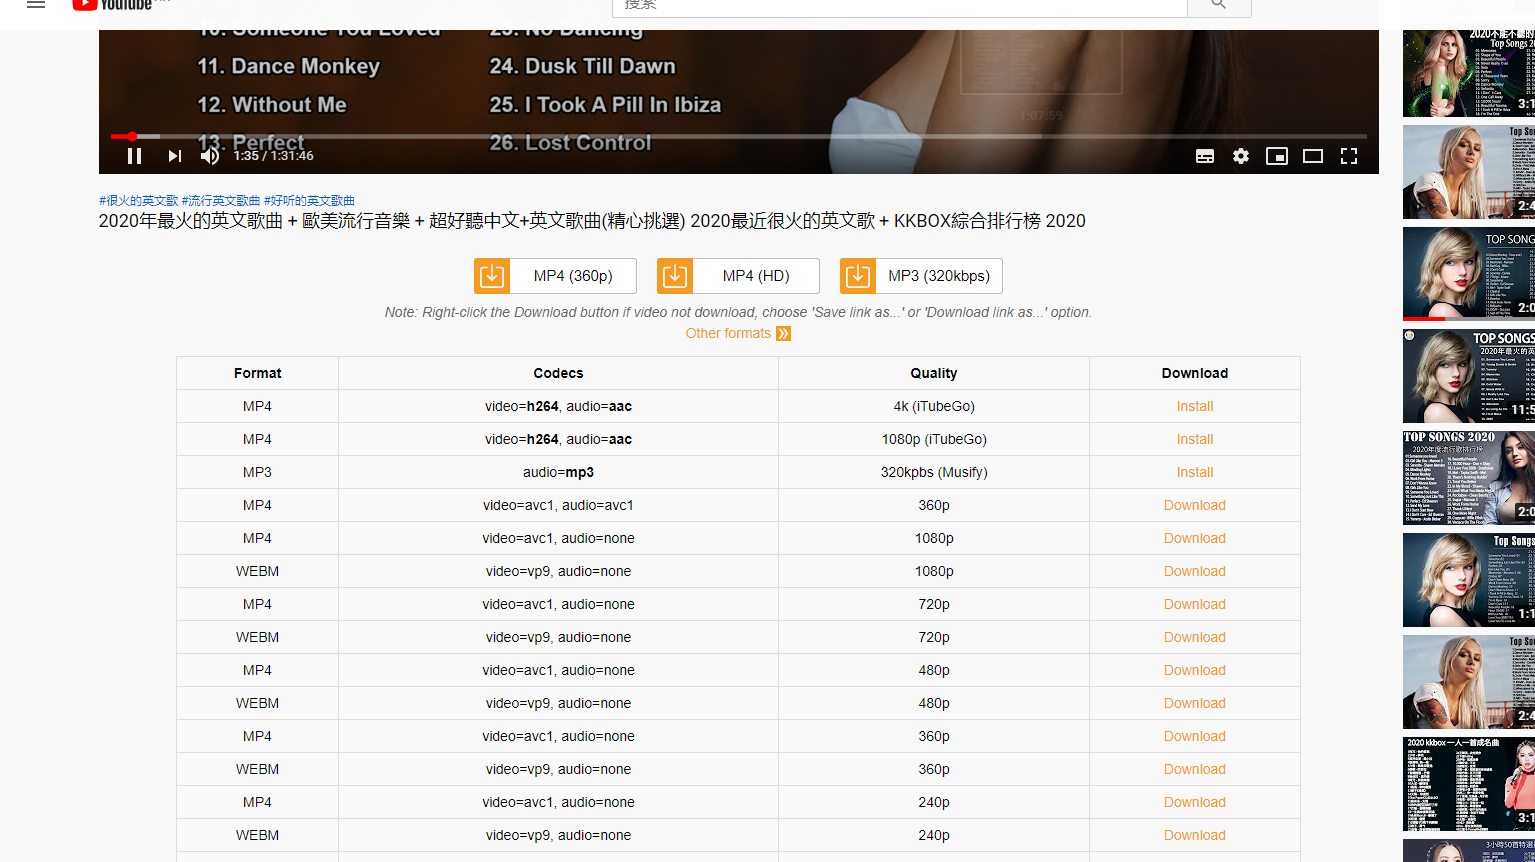 YouTube
搜索
10. Someone You Loved
23. No Dancing
11. Dance Monkey
24. Dusk Till Dawn
12. Without Me
25. I Took A Pill In Ibiza
1:07:59
13. Perfect
26. Lost Control
1:35 / 1:31:46
#很火的英文歌 #流行英文歌曲 #好听的英文歌曲
2020年最火的英文歌曲 + 歐美流行音樂 + 超好聽中文+英文歌曲(精心挑選) 2020最近很火的英文歌 + KKBOX綜合排行榜 2020
MP4 (360p)
MP4 (HD)
MP3 (320kbps)
Note: Right-click the Download button if video not download, choose 'Save link as...' or 'Download link as...' option.
Other formats
Format Codecs Quality Download
MP4 video=h264, audio=aac 4k (iTubeGo) Install
MP4 video=h264, audio=aac 1080p (iTubeGo) Install
MP3 audio=mp3 320kpbs (Musify) Install
MP4 video=avc1, audio=avc1 360p Download
MP4 video=avc1, audio=none 1080p Download
WEBM video=vp9, audio=none 1080p Download
MP4 video=avc1, audio=none 720p Download
WEBM video=vp9, audio=none 720p Download
MP4 video=avc1, audio=none 480p Download
WEBM video=vp9, audio=none 480p Download
MP4 video=avc1, audio=none 360p Download
WEBM video=vp9, audio=none 360p Download
MP4 video=avc1, audio=none 240p Download
WEBM video=vp9, audio=none 240p Download
2020不能不聽的
Top Songs 20
3:1
Top So
2:4
TOP SONG
2:0
TOP SONGS
2020年最火的英
11:5
TOP SONGS 2020
2020年度流行歌排行榜
2:0
Top Songs
1:1
Top So
2:4
2020 kkbox 一人一首成名曲
3:1
3小時50首特選